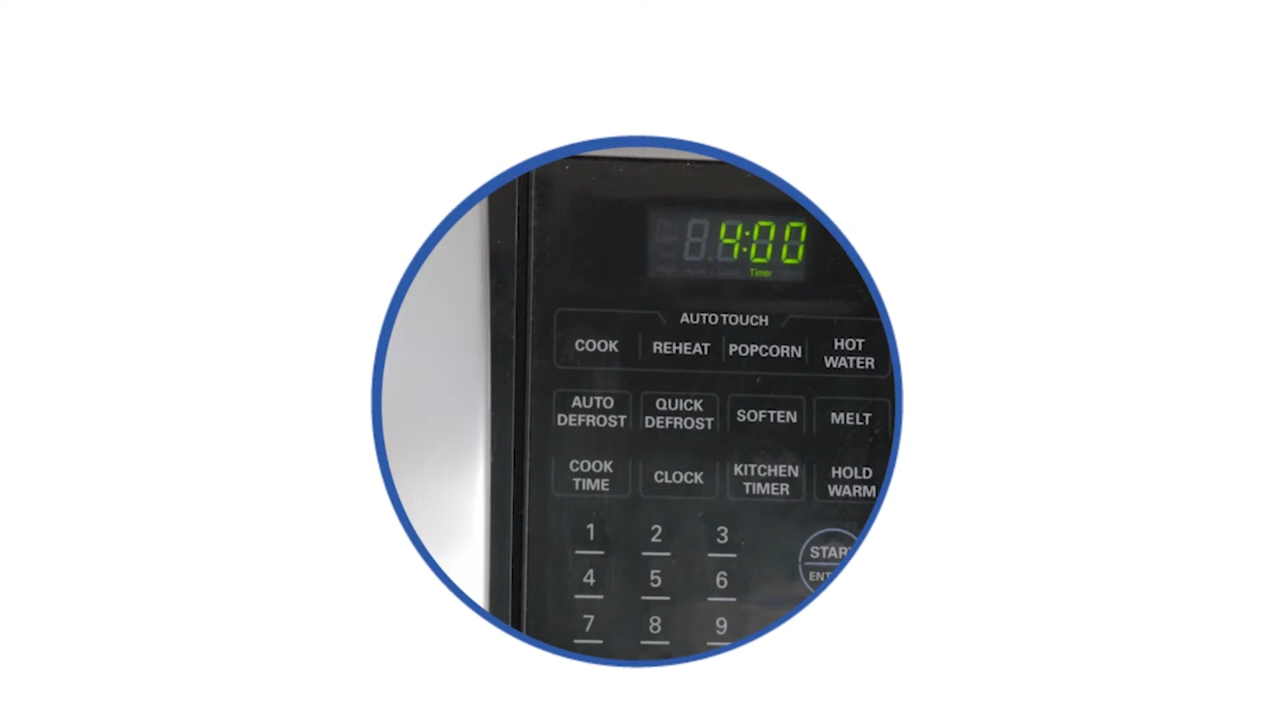 4:00
Timer
AUTO TOUCH
COOK REHEAT POPCORN HOT WATER
AUTO DEFROST QUICK DEFROST SOFTEN MELT
COOK TIME CLOCK KITCHEN TIMER HOLD WARM
1 2 3
START
4 5 6
7 8 9